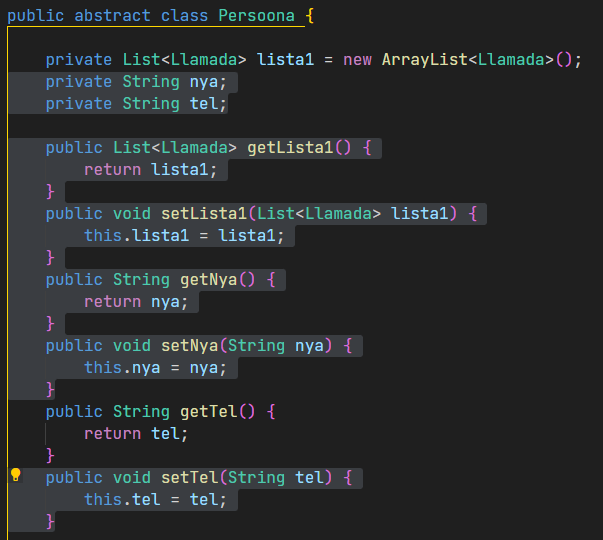 public abstract class Persoona {
private List<Llamada> lista1 = new ArrayList<Llamada>();
private String nya;
private String tel;
public List<Llamada> getLista1() {
return lista1;
}
public void setLista1(List<Llamada> lista1) {
this.lista1 = lista1;
}
public String getNya() {
return nya;
}
public void setNya(String nya) {
this.nya = nya;
}
public String getTel() {
return tel;
}
public void setTel(String tel) {
this.tel = tel;
}